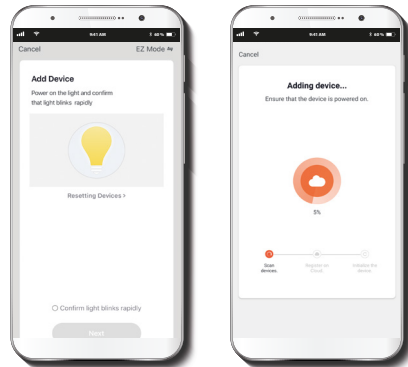 9:41 AM
60%
Cancel
EZ Mode ⇋
Add Device
Power on the light and confirm
that light blinks rapidly
Resetting Devices >
Confirm light blinks rapidly
Next
9:41 AM
60%
Cancel
Adding device...
Ensure that the device is powered on.
5%
Scan
devices.
Register on
Cloud.
Initialize the
device.